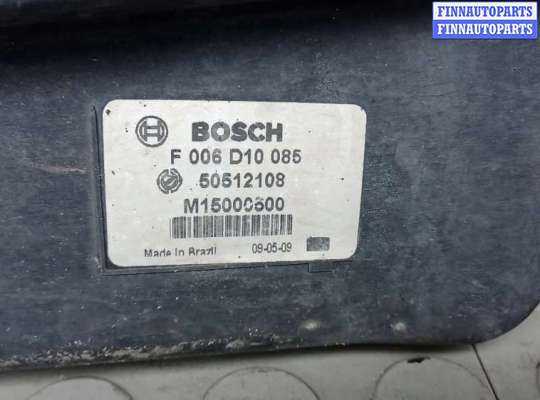 FINNAUTOPARTS
FINNAUTOPARTS
BOSCH
F 006 D10 085
50512108
M15000600
Made in Brazil 09-05-09